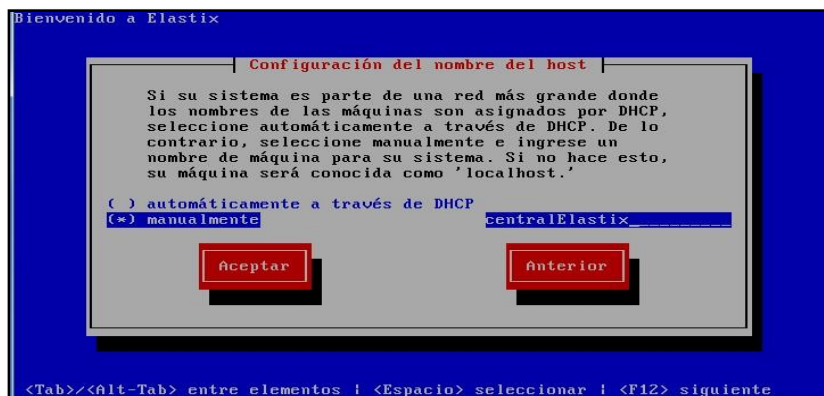 Bienvenido a Elastix
Configuración del nombre del host
Si su sistema es parte de una red más grande donde
los nombres de las máquinas son asignados por DHCP,
seleccione automáticamente a través de DHCP. De lo
contrario, seleccione manualmente e ingrese un
nombre de máquina para su sistema. Si no hace esto,
su máquina será conocida como 'localhost.'
( ) automáticamente a través de DHCP
(*) manualmente centralElastix_________
Aceptar Anterior
<Tab>/<Alt-Tab> entre elementos | <Espacio> seleccionar | <F12> siguiente